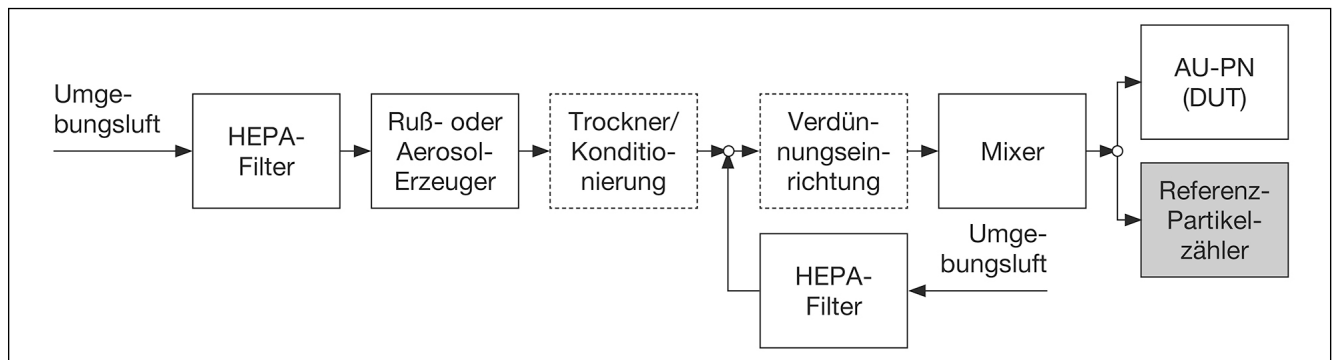 Umge-
bungsluft
HEPA-
Filter
Ruß- oder
Aerosol-
Erzeuger
Trockner/
Konditio-
nierung
Verdün-
nungsein-
richtung
Mixer
AU-PN
(DUT)
Referenz-
Partikel-
zähler
HEPA-
Filter
Umge-
bungsluft